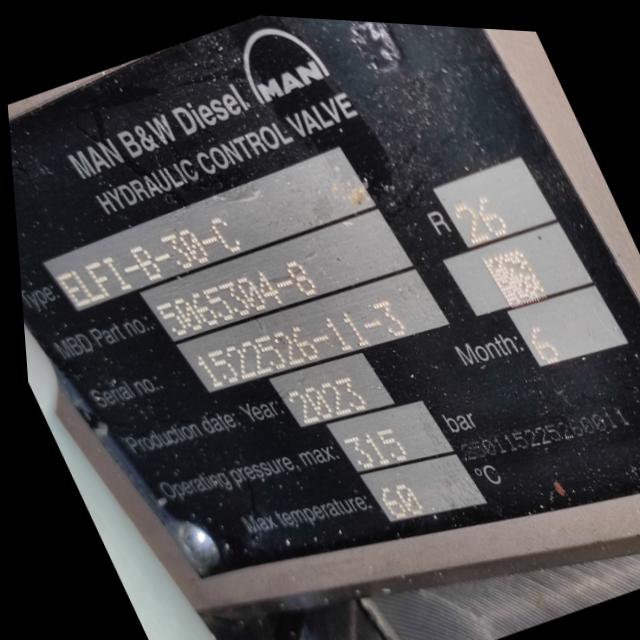 MAN
MAN B&W Diesel
HYDRAULIC CONTROL VALVE
Type: ELFI-B-30-C R 26
MBD Part no.: 5065304-8
Serial no.: 1522526-11-3
Production date: Year: 2023 Month: 6
Operating pressure, max: 315 bar
Max temperature: 60 °C